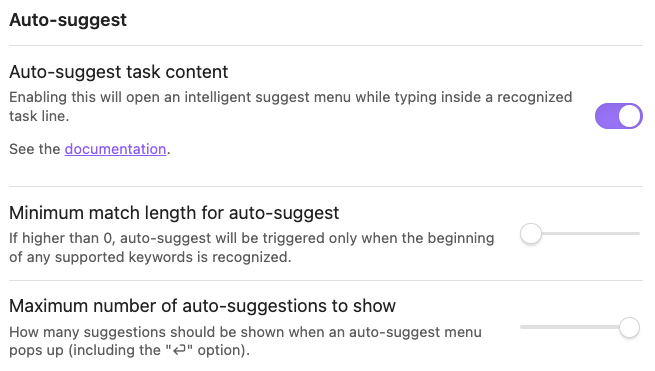 Auto-suggest
Auto-suggest task content
Enabling this will open an intelligent suggest menu while typing inside a recognized
task line.
See the documentation.
Minimum match length for auto-suggest
If higher than 0, auto-suggest will be triggered only when the beginning
of any supported keywords is recognized.
Maximum number of auto-suggestions to show
How many suggestions should be shown when an auto-suggest menu
pops up (including the "⏎" option).